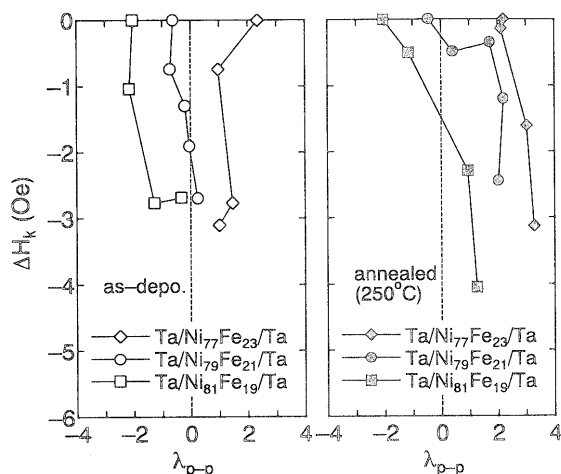 0
−1
−2
−3
−4
−5
−6
ΔHₖ (Oe)
as–depo.
Ta/Ni₇₇Fe₂₃/Ta
Ta/Ni₇₉Fe₂₁/Ta
Ta/Ni₈₁Fe₁₉/Ta
−4 −2 0 2 4
λp–p
annealed
(250°C)
Ta/Ni₇₇Fe₂₃/Ta
Ta/Ni₇₉Fe₂₁/Ta
Ta/Ni₈₁Fe₁₉/Ta
−4 −2 0 2 4
λp–p